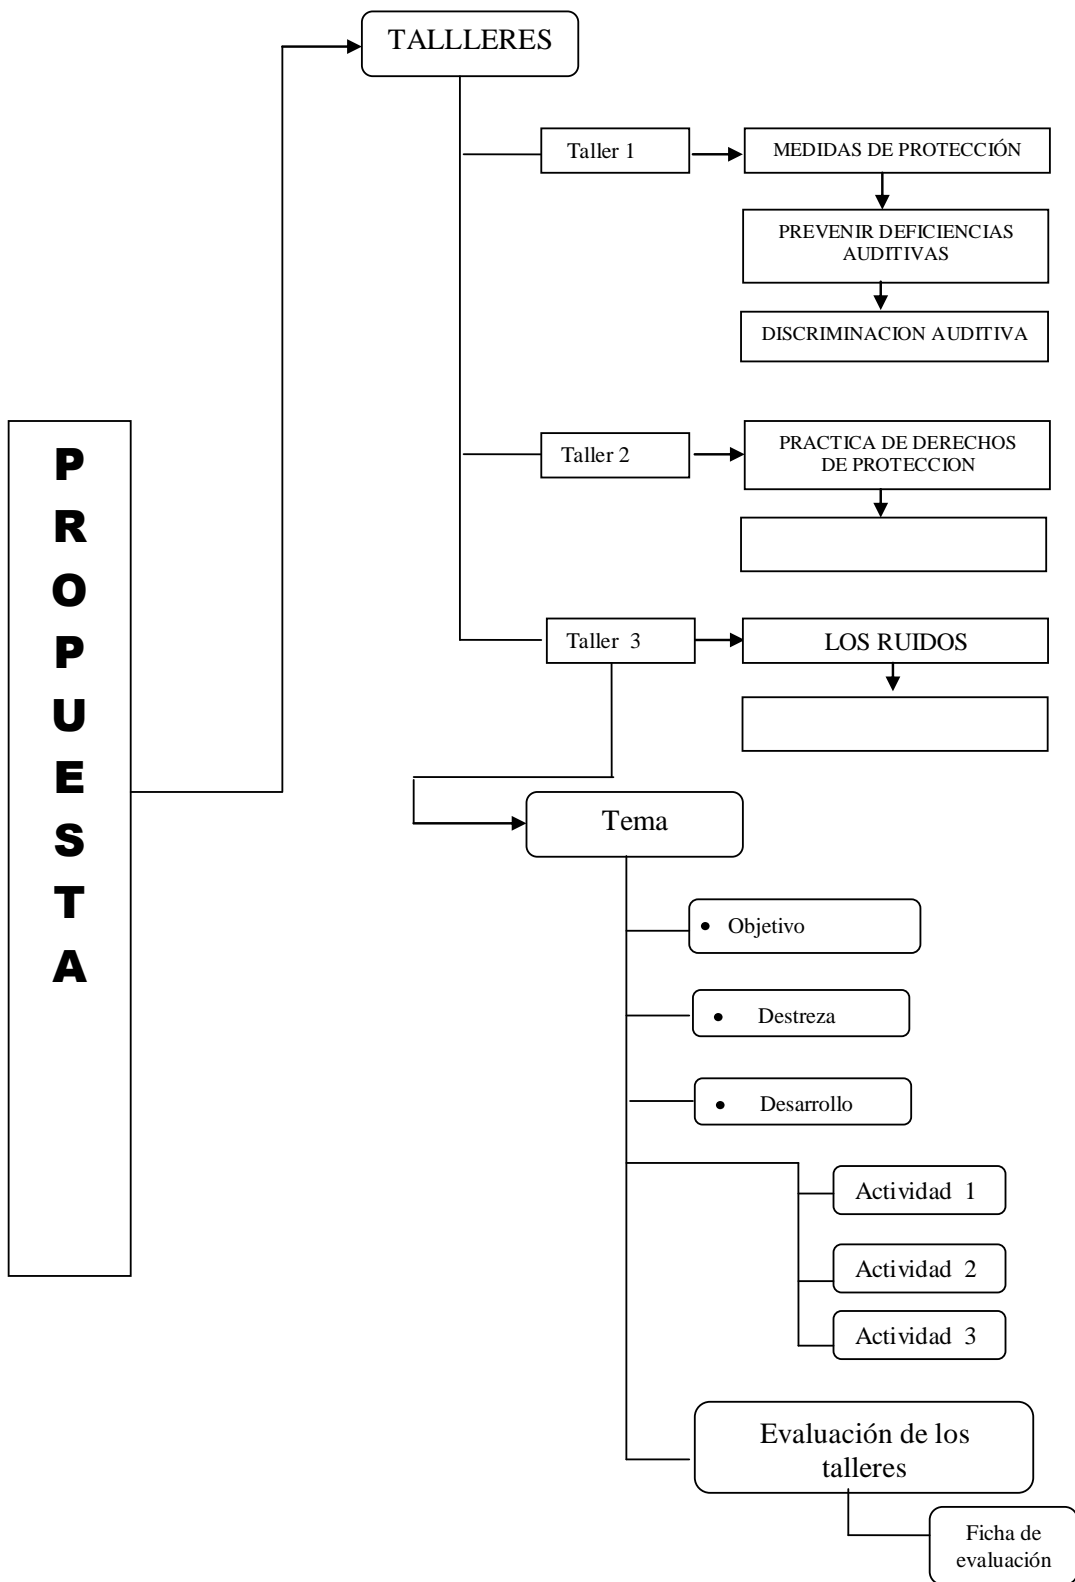 TALLLERES
Taller 1
MEDIDAS DE PROTECCIÓN
PREVENIR DEFICIENCIAS
AUDITIVAS
DISCRIMINACION AUDITIVA
Taller 2
PRACTICA DE DERECHOS
DE PROTECCION
Taller 3
LOS RUIDOS
P
R
O
P
U
E
S
T
A
Tema
• Objetivo
• Destreza
• Desarrollo
Actividad 1
Actividad 2
Actividad 3
Evaluación de los
talleres
Ficha de
evaluación